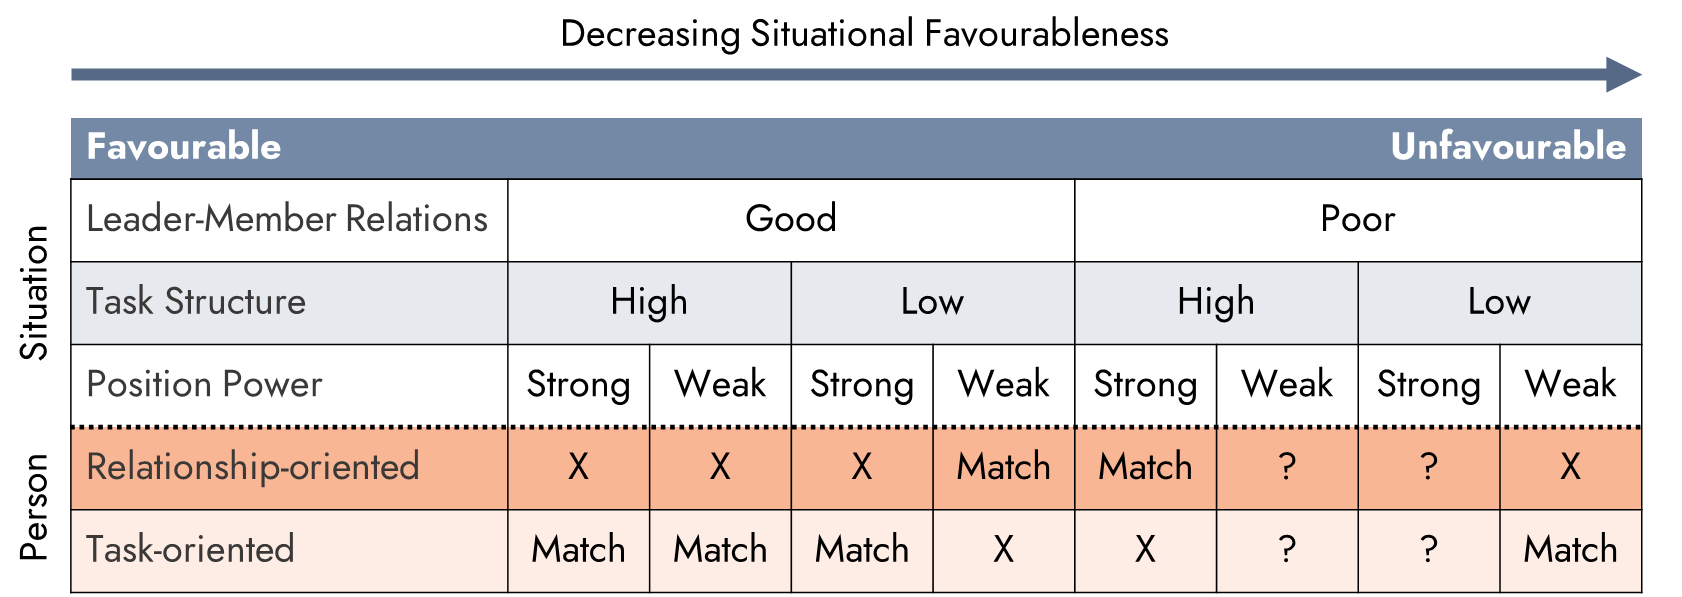 Decreasing Situational Favourableness
Favourable Unfavourable
Situation
Leader-Member Relations Good Poor
Task Structure High Low High Low
Position Power Strong Weak Strong Weak Strong Weak Strong Weak
Person
Relationship-oriented X X X Match Match ? ? X
Task-oriented Match Match Match X X ? ? Match